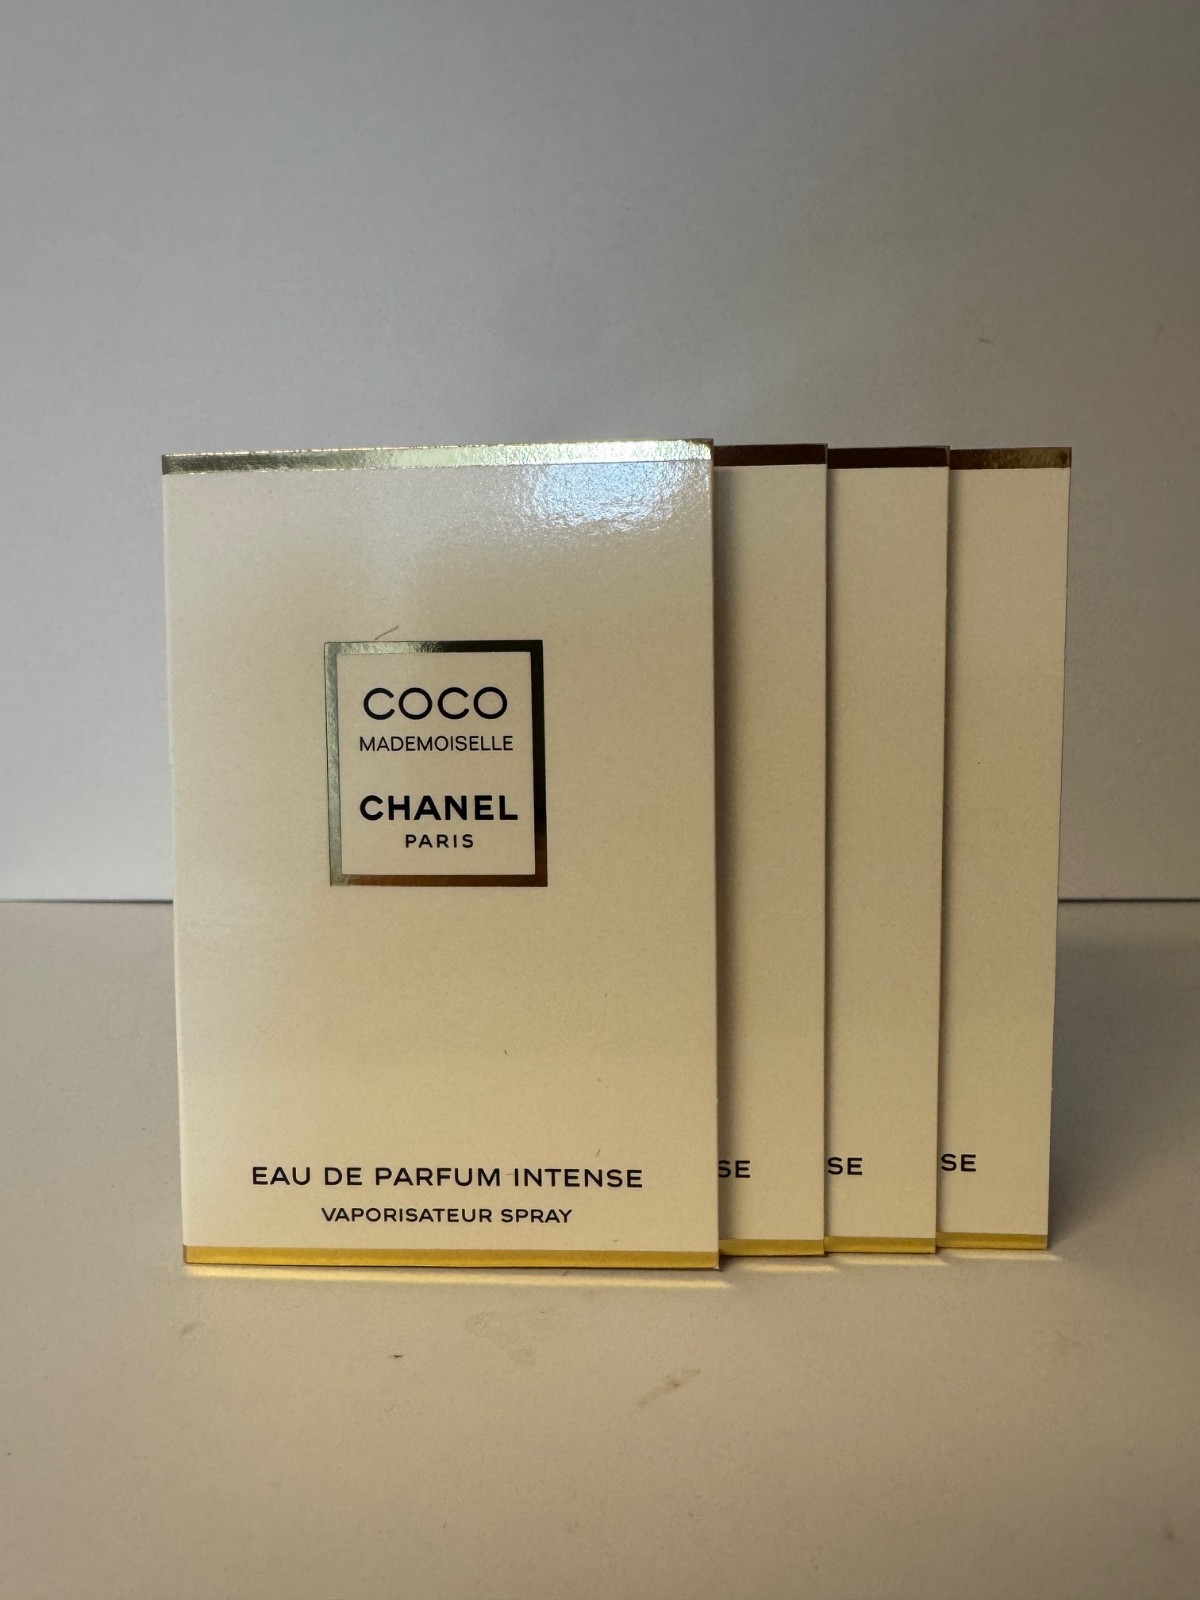 COCO
MADEMOISELLE
CHANEL
PARIS
EAU DE PARFUM INTENSE
VAPORISATEUR SPRAY
SE
SE
SE